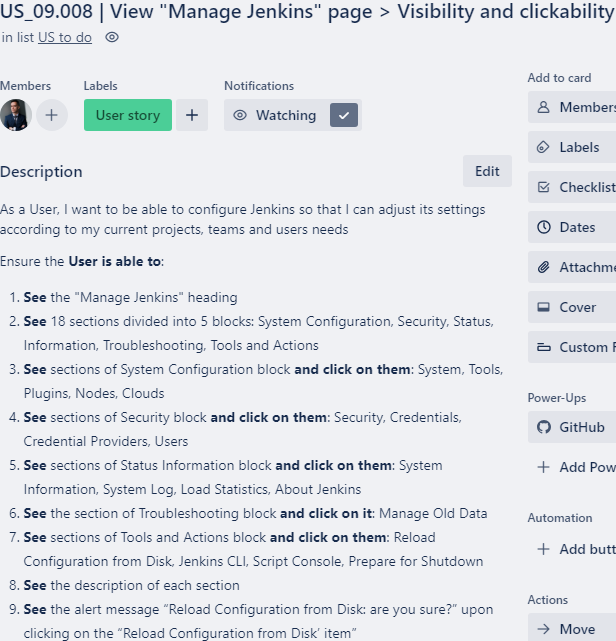 US_09.008 | View "Manage Jenkins" page > Visibility and clickability
in list US to do
Members
Labels
Notifications
User story
Watching
Description
Edit
As a User, I want to be able to configure Jenkins so that I can adjust its settings
according to my current projects, teams and users needs
Ensure the User is able to:
1. See the "Manage Jenkins" heading
2. See 18 sections divided into 5 blocks: System Configuration, Security, Status,
Information, Troubleshooting, Tools and Actions
3. See sections of System Configuration block and click on them: System, Tools,
Plugins, Nodes, Clouds
4. See sections of Security block and click on them: Security, Credentials,
Credential Providers, Users
5. See sections of Status Information block and click on them: System
Information, System Log, Load Statistics, About Jenkins
6. See the section of Troubleshooting block and click on it: Manage Old Data
7. See sections of Tools and Actions block and click on them: Reload
Configuration from Disk, Jenkins CLI, Script Console, Prepare for Shutdown
8. See the description of each section
9. See the alert message “Reload Configuration from Disk: are you sure?” upon
clicking on the “Reload Configuration from Disk’ item”
Add to card
Members
Labels
Checklist
Dates
Attachme
Cover
Custom F
Power-Ups
GitHub
+ Add Pow
Automation
+ Add butt
Actions
Move